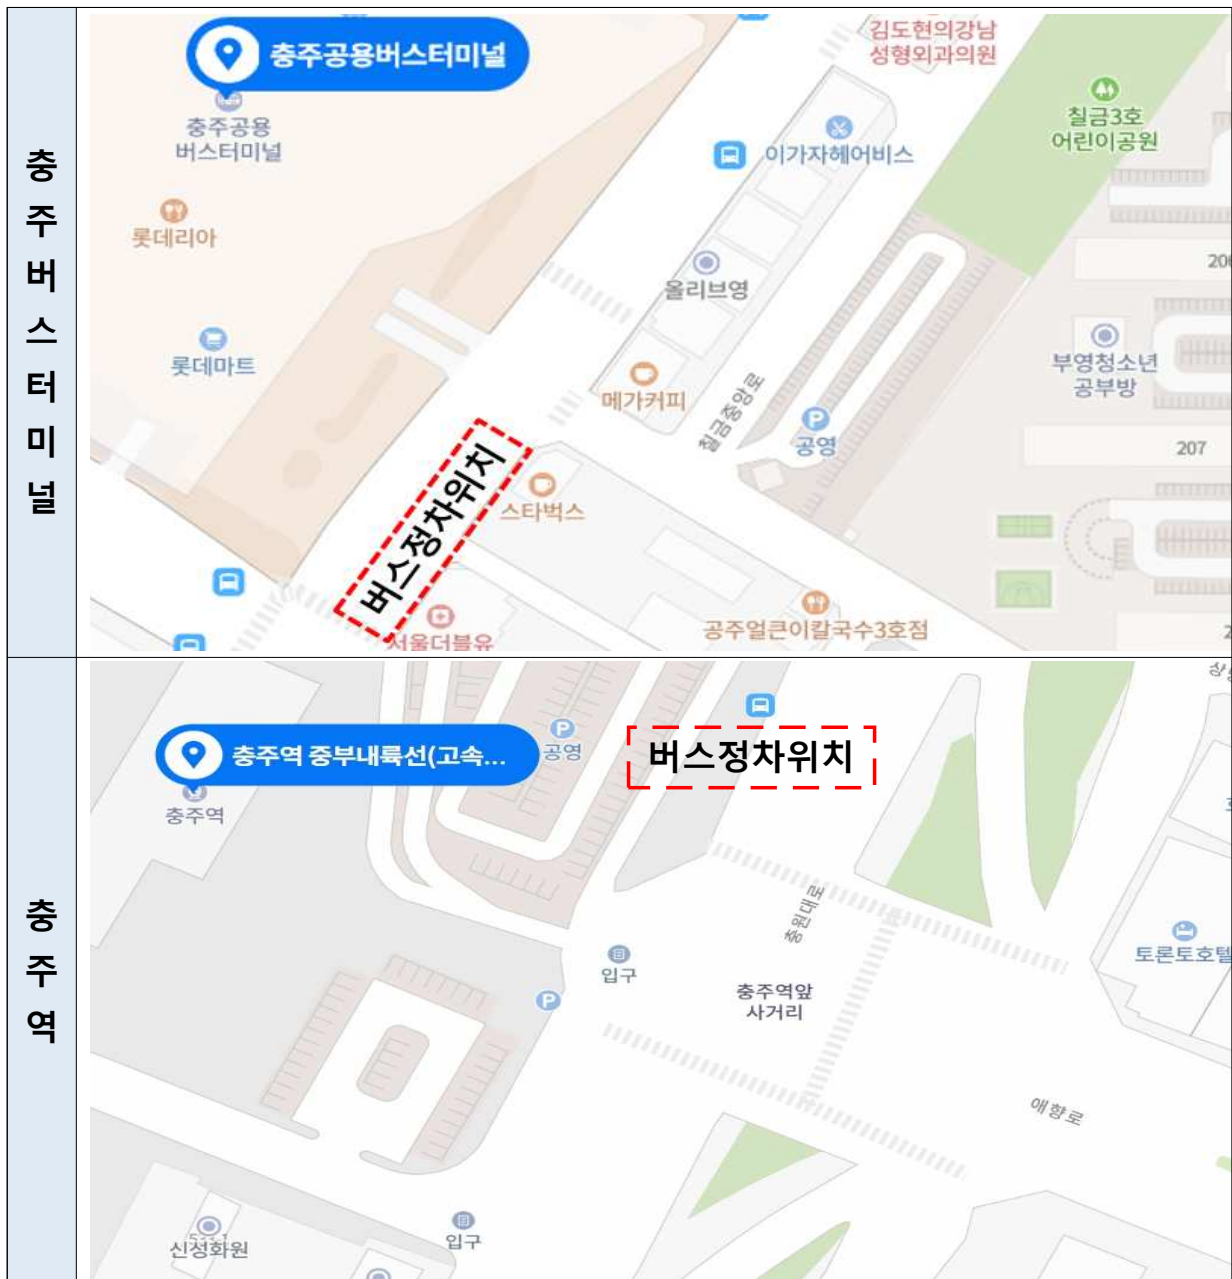 충주버스터미널
충주공용버스터미널
충주공용
버스터미널
롯데리아
롯데마트
김도현의강남
성형외과의원
칠금3호
어린이공원
이가자헤어비스
올리브영
메가커피
칠금중앙로
공영
부영청소년
공부방
207
버스정차위치
스타벅스
서울더블유
공주얼큰이칼국수3호점
충주역
충주역 중부내륙선(고속...
충주역
공영
버스정차위치
충원대로
입구
충주역앞
사거리
토론토호텔
애향로
신정화원
입구